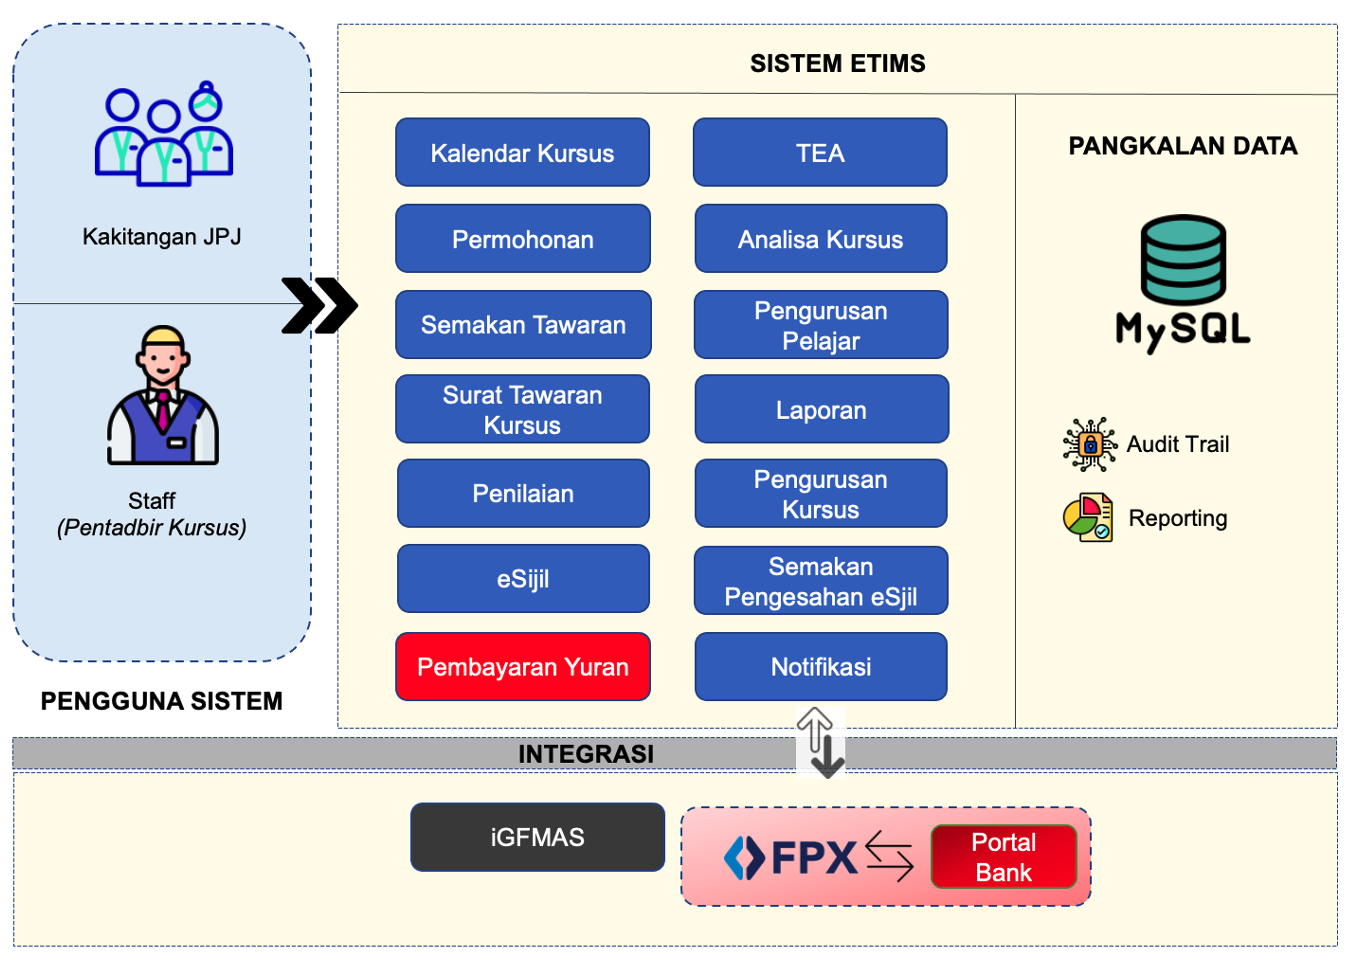 SISTEM ETIMS
Kakitangan JPJ
Staff
(Pentadbir Kursus)
PENGGUNA SISTEM
Kalendar Kursus
TEA
Permohonan
Analisa Kursus
Semakan Tawaran
Pengurusan
Pelajar
Surat Tawaran
Kursus
Laporan
Penilaian
Pengurusan
Kursus
eSijil
Semakan
Pengesahan eSjil
Pembayaran Yuran
Notifikasi
PANGKALAN DATA
MySQL
Audit Trail
Reporting
INTEGRASI
iGFMAS
FPX
Portal
Bank